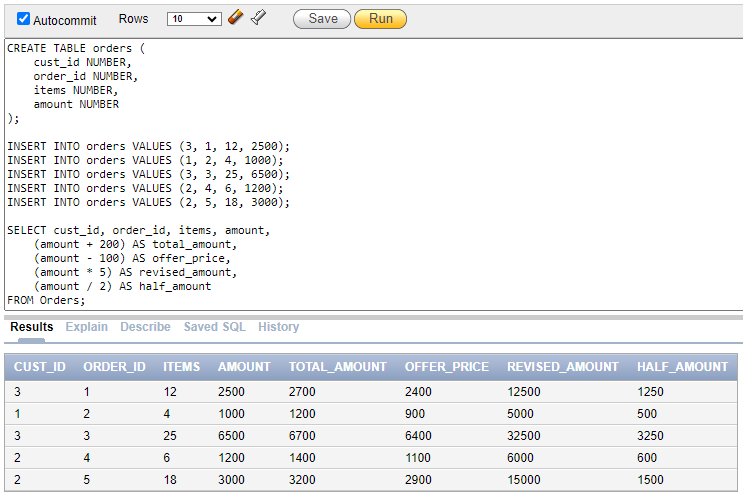 Autocommit Rows 10 Save Run
CREATE TABLE orders (
    cust_id NUMBER,
    order_id NUMBER,
    items NUMBER,
    amount NUMBER
);
INSERT INTO orders VALUES (3, 1, 12, 2500);
INSERT INTO orders VALUES (1, 2, 4, 1000);
INSERT INTO orders VALUES (3, 3, 25, 6500);
INSERT INTO orders VALUES (2, 4, 6, 1200);
INSERT INTO orders VALUES (2, 5, 18, 3000);
SELECT cust_id, order_id, items, amount,
    (amount + 200) AS total_amount,
    (amount - 100) AS offer_price,
    (amount * 5) AS revised_amount,
    (amount / 2) AS half_amount
FROM Orders;
Results Explain Describe Saved SQL History
CUST_ID ORDER_ID ITEMS AMOUNT TOTAL_AMOUNT OFFER_PRICE REVISED_AMOUNT HALF_AMOUNT
3 1 12 2500 2700 2400 12500 1250
1 2 4 1000 1200 900 5000 500
3 3 25 6500 6700 6400 32500 3250
2 4 6 1200 1400 1100 6000 600
2 5 18 3000 3200 2900 15000 1500